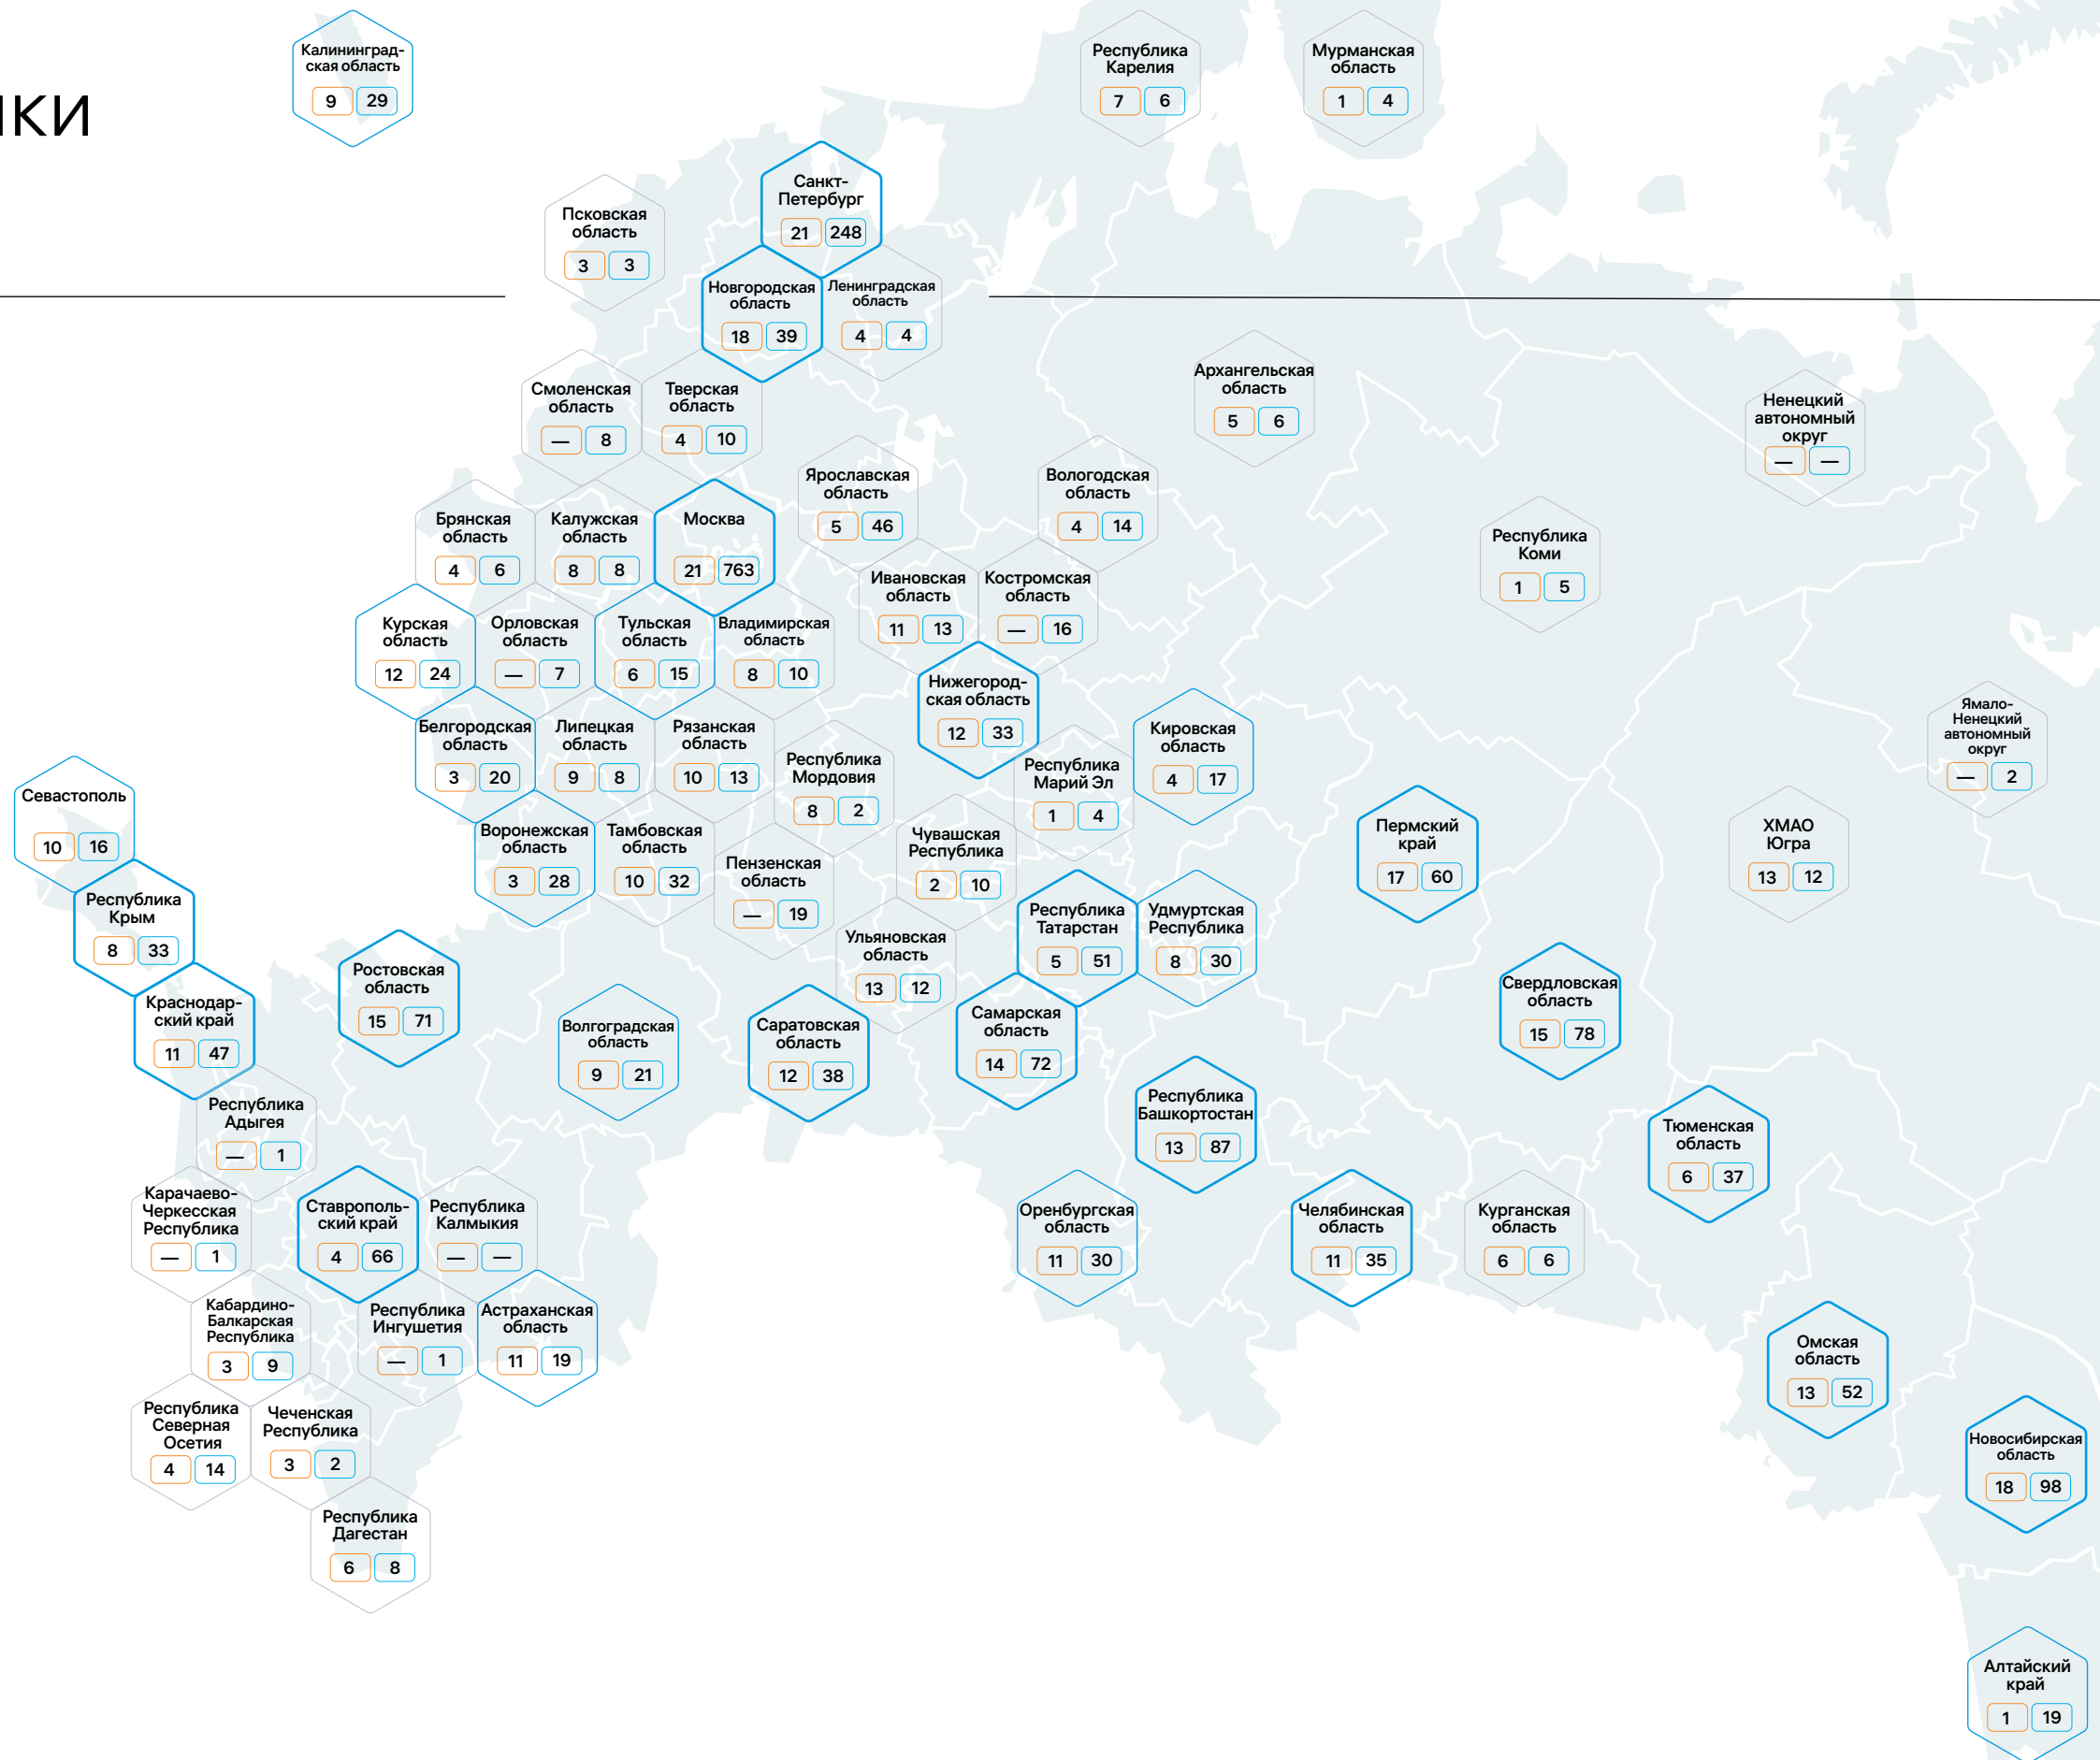 ики
Калининград-
ская область
9 29
Республика
Карелия
7 6
Мурманская
область
1 4
Санкт-
Петербург
21 248
Псковская
область
3 3
Новгородская
область
18 39
Ленинградская
область
4 4
Архангельская
область
5 6
Ненецкий
автономный
округ
— —
Смоленская
область
— 8
Тверская
область
4 10
Ярославская
область
5 46
Вологодская
область
4 14
Брянская
область
4 6
Калужская
область
8 8
Москва
21 763
Республика
Коми
1 5
Ивановская
область
11 13
Костромская
область
— 16
Курская
область
12 24
Орловская
область
— 7
Тульская
область
6 15
Владимирская
область
8 10
Нижегород-
ская область
12 33
Ямало-
Ненецкий
автономный
округ
— 2
Белгородская
область
3 20
Липецкая
область
9 8
Рязанская
область
10 13
Республика
Мордовия
8 2
Республика
Марий Эл
1 4
Кировская
область
4 17
Севастополь
10 16
Воронежская
область
3 28
Тамбовская
область
10 32
Пензенская
область
— 19
Чувашская
Республика
2 10
Пермский
край
17 60
ХМАО
Югра
13 12
Республика
Крым
8 33
Ульяновская
область
13 12
Республика
Татарстан
5 51
Удмуртская
Республика
8 30
Ростовская
область
15 71
Свердловская
область
15 78
Краснодар-
ский край
11 47
Волгоградская
область
9 21
Саратовская
область
12 38
Самарская
область
14 72
Республика
Башкортостан
13 87
Республика
Адыгея
— 1
Тюменская
область
6 37
Карачаево-
Черкесская
Республика
— 1
Ставрополь-
ский край
4 66
Республика
Калмыкия
— —
Оренбургская
область
11 30
Челябинская
область
11 35
Курганская
область
6 6
Кабардино-
Балкарская
Республика
3 9
Республика
Ингушетия
— 1
Астраханская
область
11 19
Омская
область
13 52
Республика
Северная
Осетия
4 14
Чеченская
Республика
3 2
Новосибирская
область
18 98
Республика
Дагестан
6 8
Алтайский
край
1 19